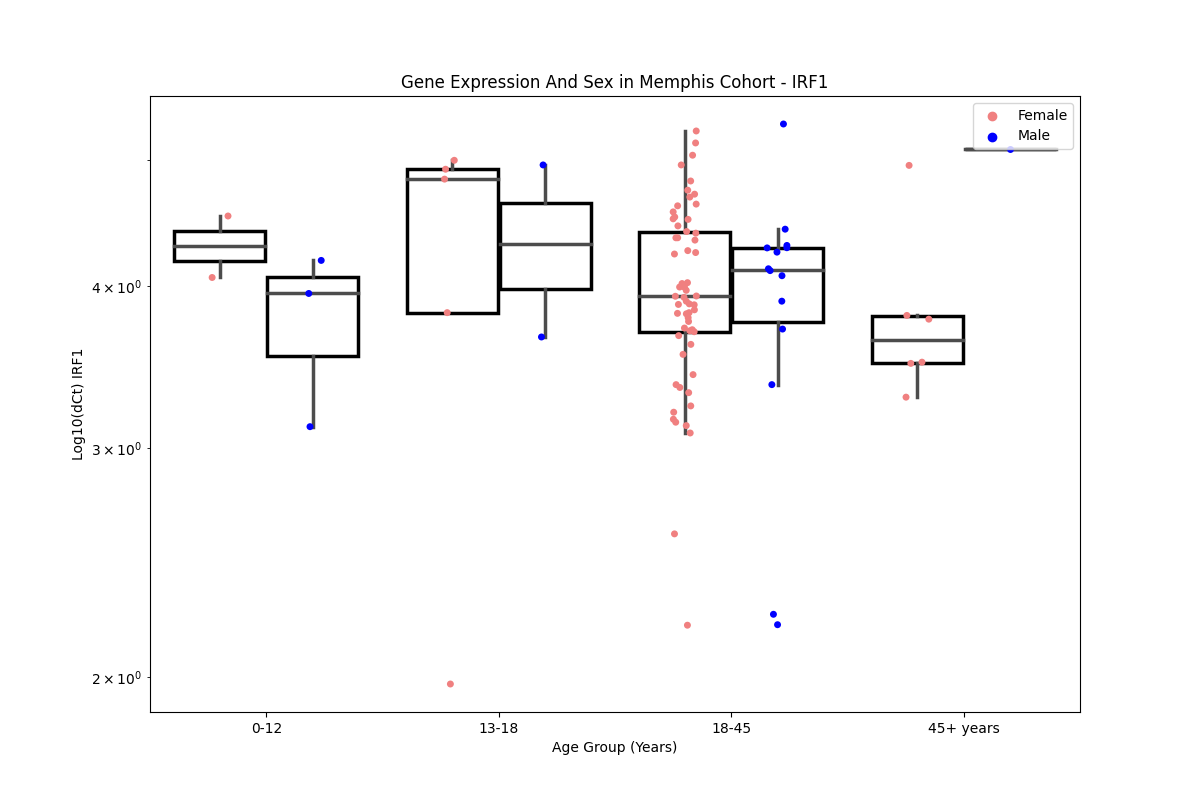 Gene Expression And Sex in Memphis Cohort - IRF1
Female
Male
Log10(dCt) IRF1
4 × 10⁰
3 × 10⁰
2 × 10⁰
0-12 13-18 18-45 45+ years
Age Group (Years)